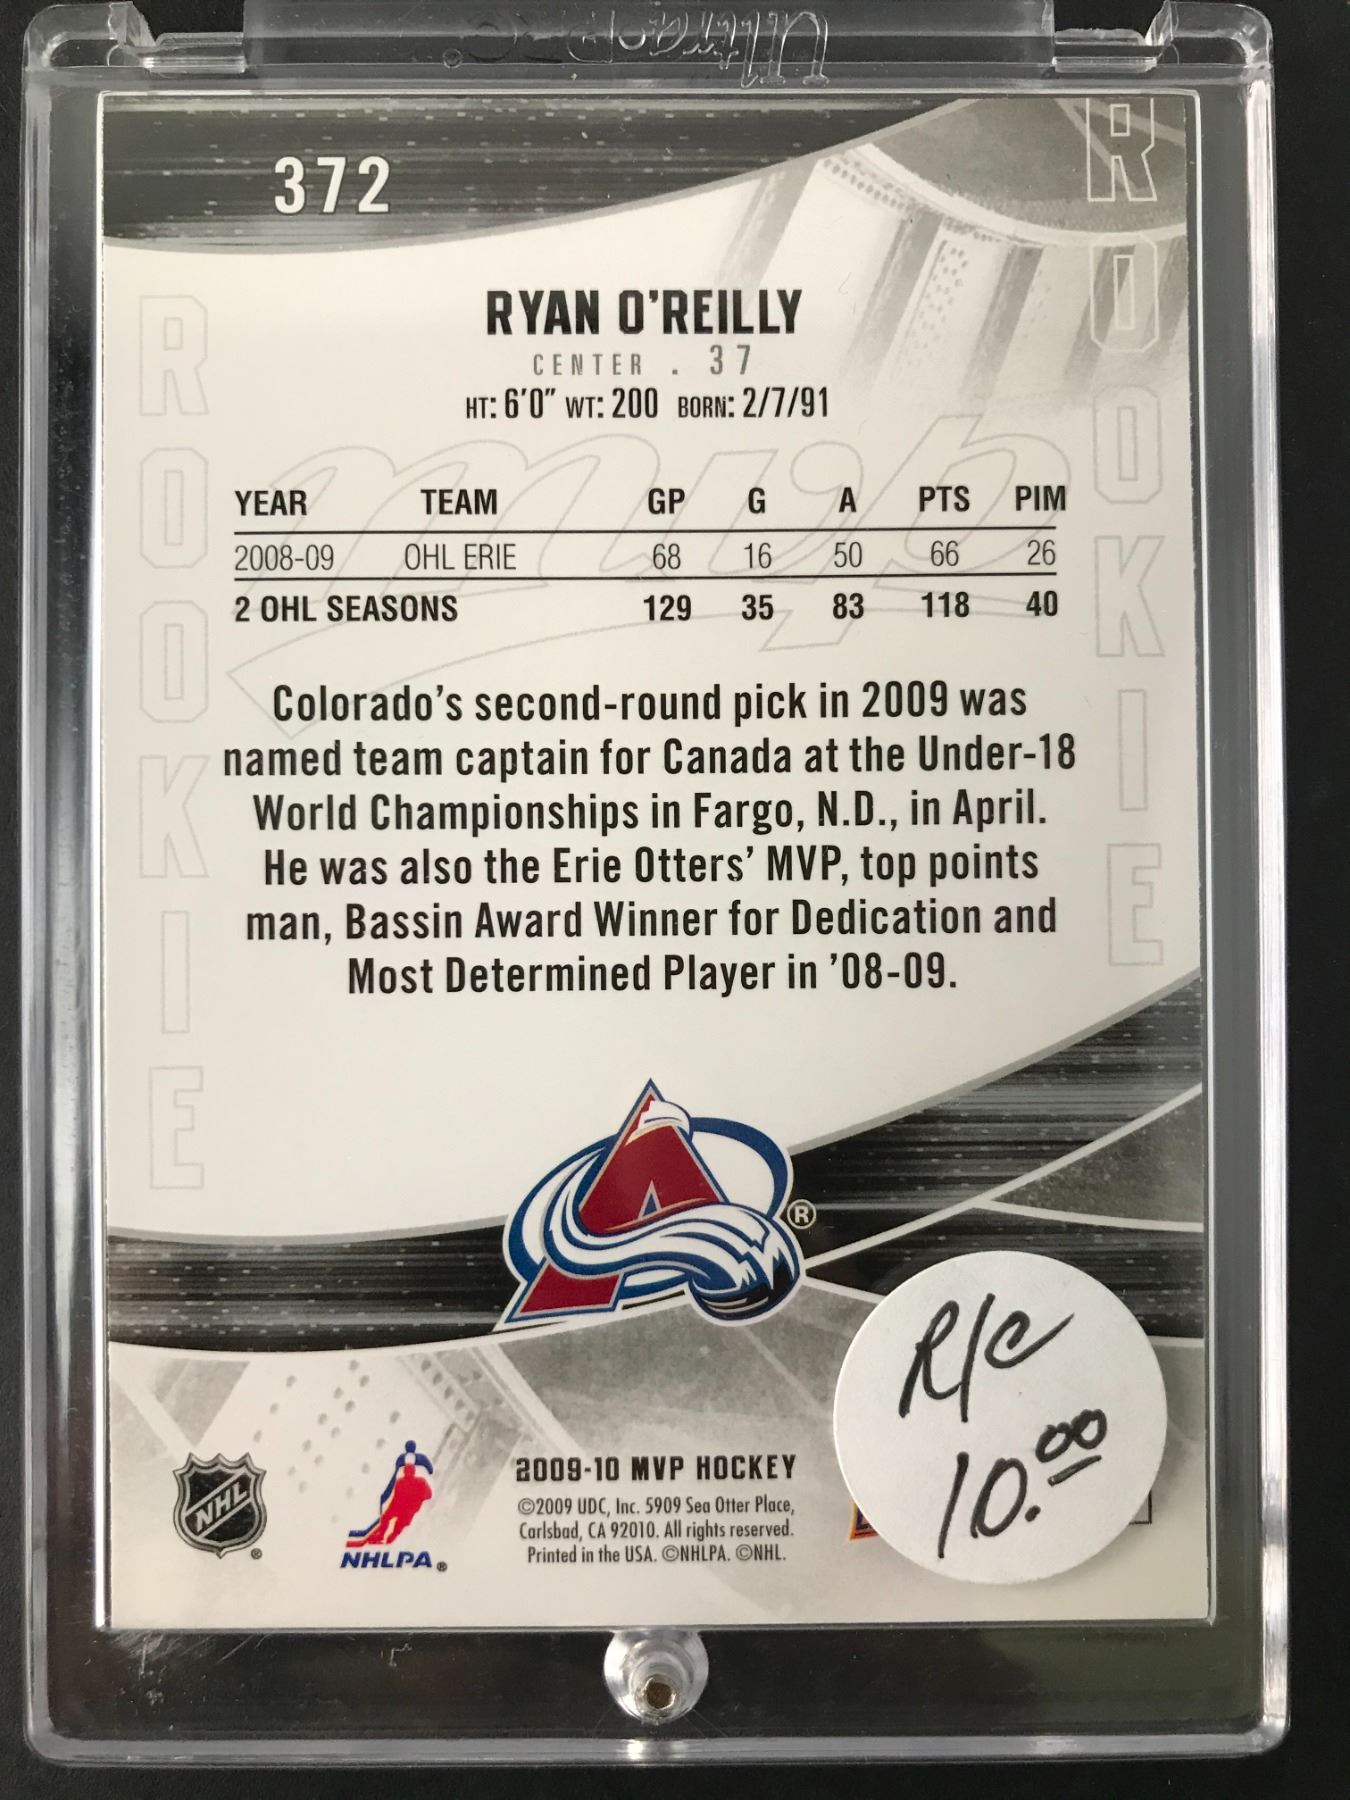 Ultra PRO
372
RYAN O'REILLY
CENTER . 37
HT: 6'0" WT: 200 BORN: 2/7/91
YEAR TEAM GP G A PTS PIM
2008-09 OHL ERIE 68 16 50 66 26
2 OHL SEASONS 129 35 83 118 40
Colorado's second-round pick in 2009 was
named team captain for Canada at the Under-18
World Championships in Fargo, N.D., in April.
He was also the Erie Otters' MVP, top points
man, Bassin Award Winner for Dedication and
Most Determined Player in '08-09.
ROOKIE
ROOKIE
mvp
A ®
R/C
10.00
NHL ®
NHLPA ®
2009-10 MVP HOCKEY
©2009 UDC, Inc. 5909 Sea Otter Place,
Carlsbad, CA 92010. All rights reserved.
Printed in the USA. ©NHLPA. ©NHL.